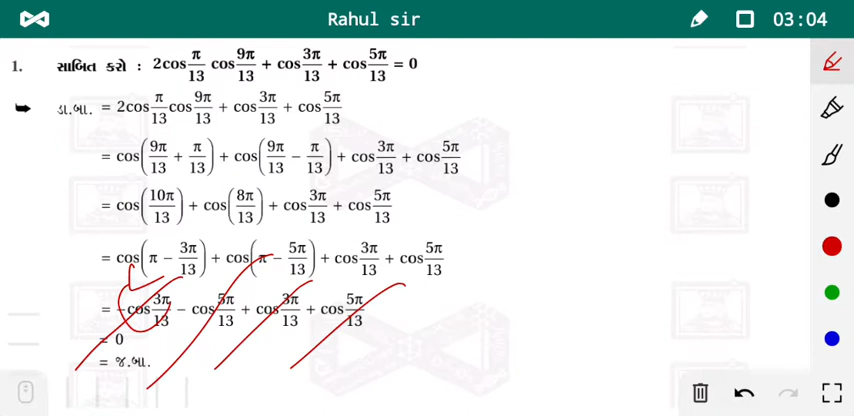 Rahul sir
03:04
1. સાબિત કરો : 2cos π/13 cos 9π/13 + cos 3π/13 + cos 5π/13 = 0
➥ ડા.બા. = 2cos π/13 cos 9π/13 + cos 3π/13 + cos 5π/13
= cos(9π/13 + π/13) + cos(9π/13 − π/13) + cos 3π/13 + cos 5π/13
= cos(10π/13) + cos(8π/13) + cos 3π/13 + cos 5π/13
= cos(π − 3π/13) + cos(π − 5π/13) + cos 3π/13 + cos 5π/13
= −cos 3π/13 − cos 5π/13 + cos 3π/13 + cos 5π/13
= 0
= જ.બા.